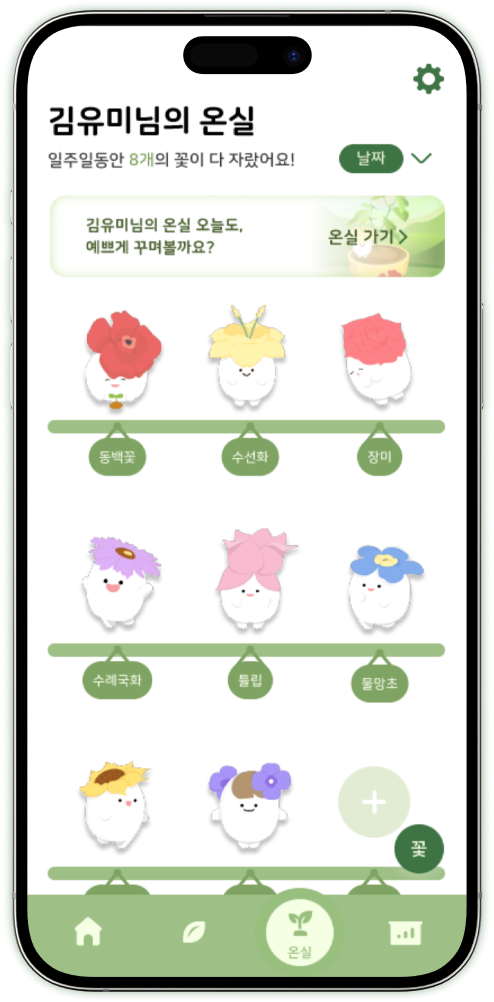 김유미님의 온실
일주일동안 8개의 꽃이 다 자랐어요!
날짜
김유미님의 온실 오늘도,
예쁘게 꾸며볼까요?
온실 가기
동백꽃
수선화
장미
수례국화
틀립
물망초
꽃
온실